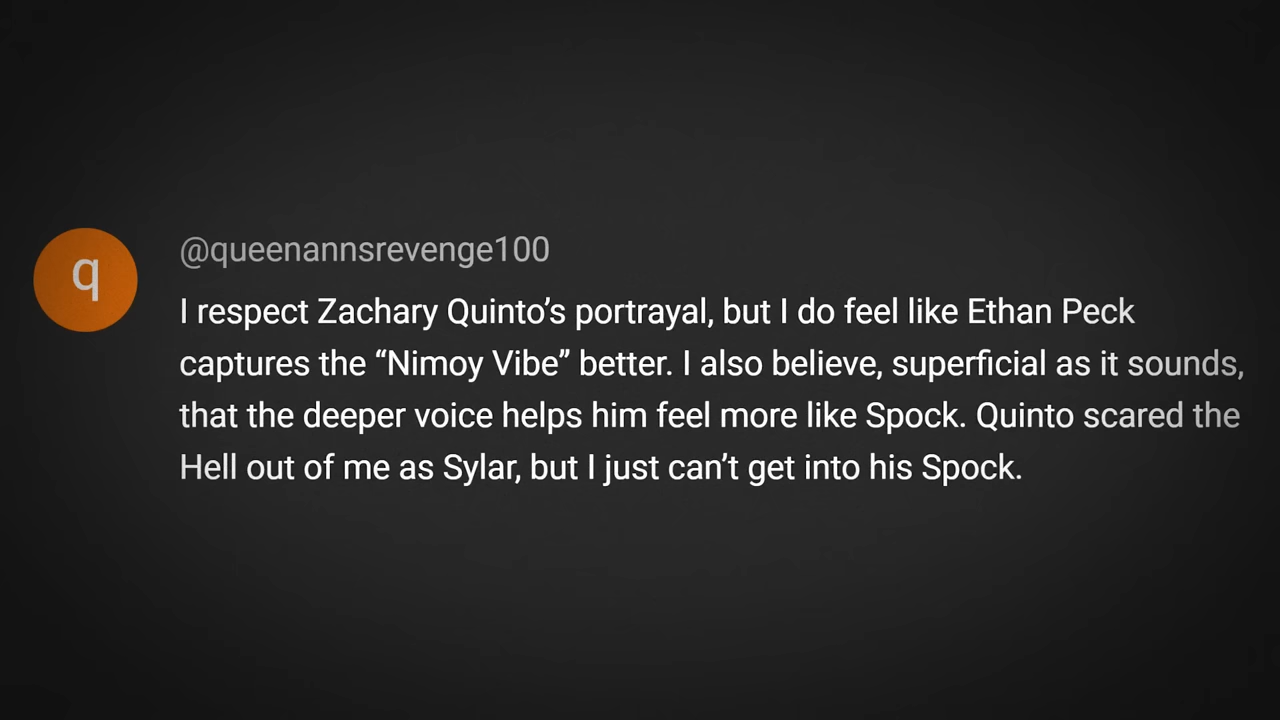 q
@queenannsrevenge100
I respect Zachary Quinto’s portrayal, but I do feel like Ethan Peck
captures the “Nimoy Vibe” better. I also believe, superficial as it sounds,
that the deeper voice helps him feel more like Spock. Quinto scared the
Hell out of me as Sylar, but I just can’t get into his Spock.